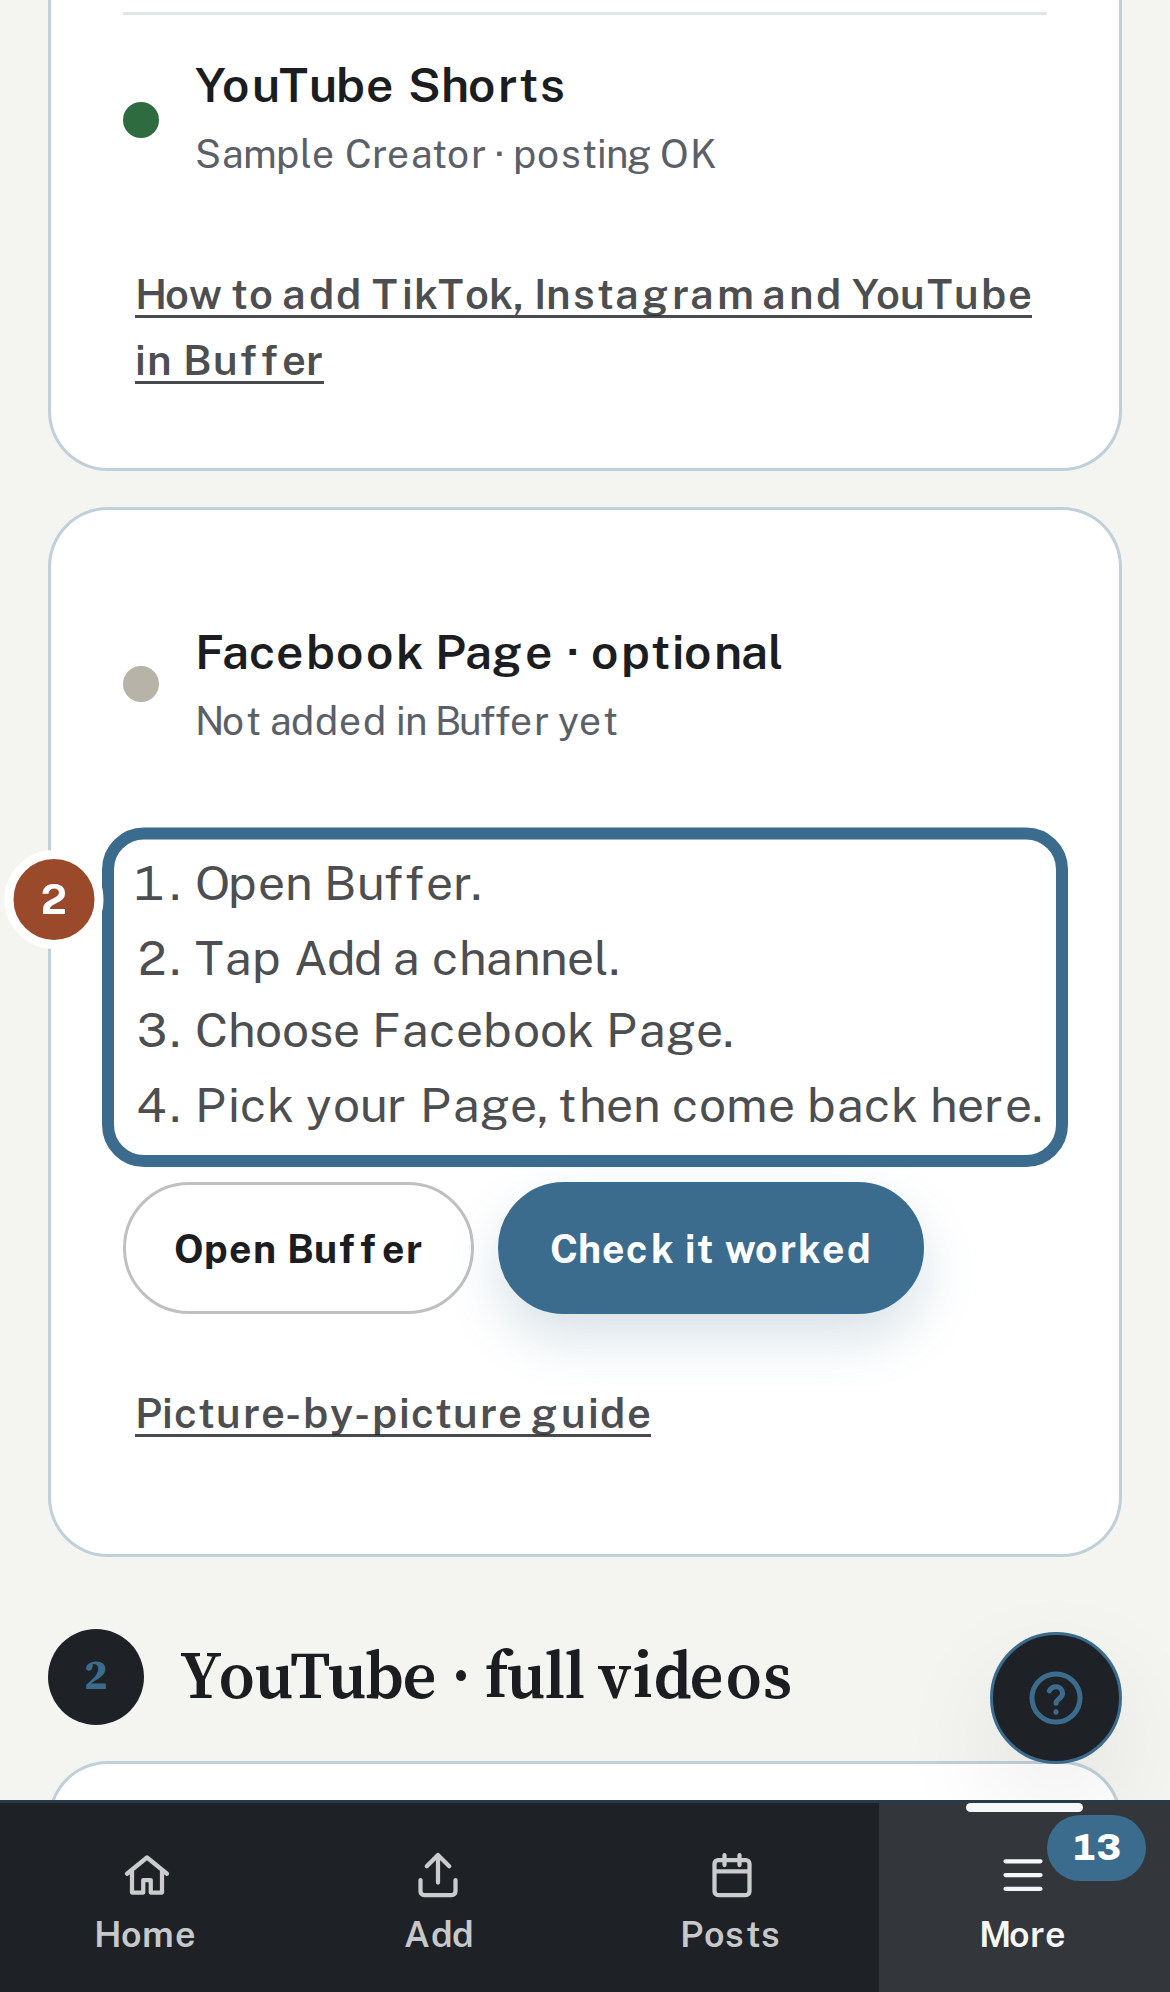 YouTube Shorts
Sample Creator · posting OK
How to add TikTok, Instagram and YouTube
in Buffer
Facebook Page · optional
Not added in Buffer yet
2
1. Open Buffer.
2. Tap Add a channel.
3. Choose Facebook Page.
4. Pick your Page, then come back here.
Open Buffer
Check it worked
Picture-by-picture guide
2
YouTube · full videos
13
Home
Add
Posts
More